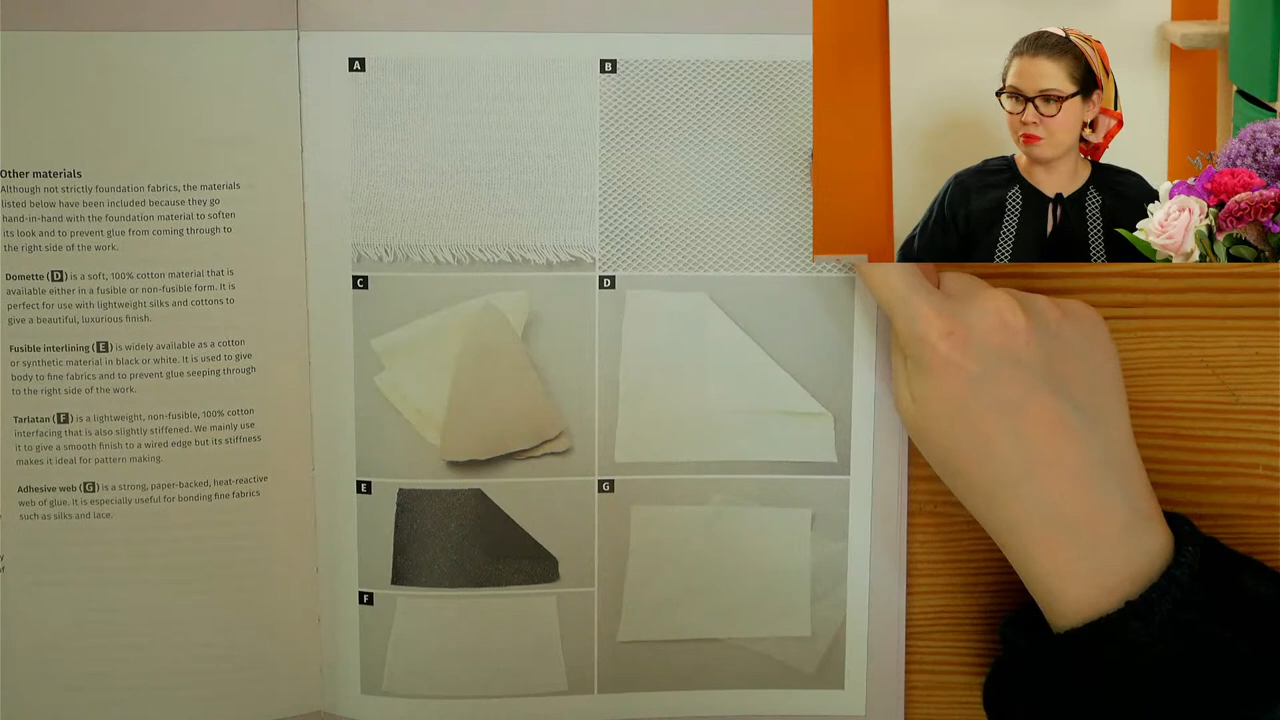 Other materials
Although not strictly foundation fabrics, the materials
listed below have been included because they go
hand-in-hand with the foundation material to soften
its look and to prevent glue from coming through to
the right side of the work.
Domette (D) is a soft, 100% cotton material that is
available either in a fusible or non-fusible form. It is
perfect for use with lightweight silks and cottons to
give a beautiful, luxurious finish.
Fusible interlining (E) is widely available as a cotton
or synthetic material in black or white. It is used to give
body to fine fabrics and to prevent glue seeping through
to the right side of the work.
Tarlatan (F) is a lightweight, non-fusible, 100% cotton
interfacing that is also slightly stiffened. We mainly use
it to give a smooth finish to a wired edge but its stiffness
makes it ideal for pattern making.
Adhesive web (G) is a strong, paper-backed, heat-reactive
web of glue. It is especially useful for bonding fine fabrics
such as silks and lace.
A
B
C
D
E
G
F